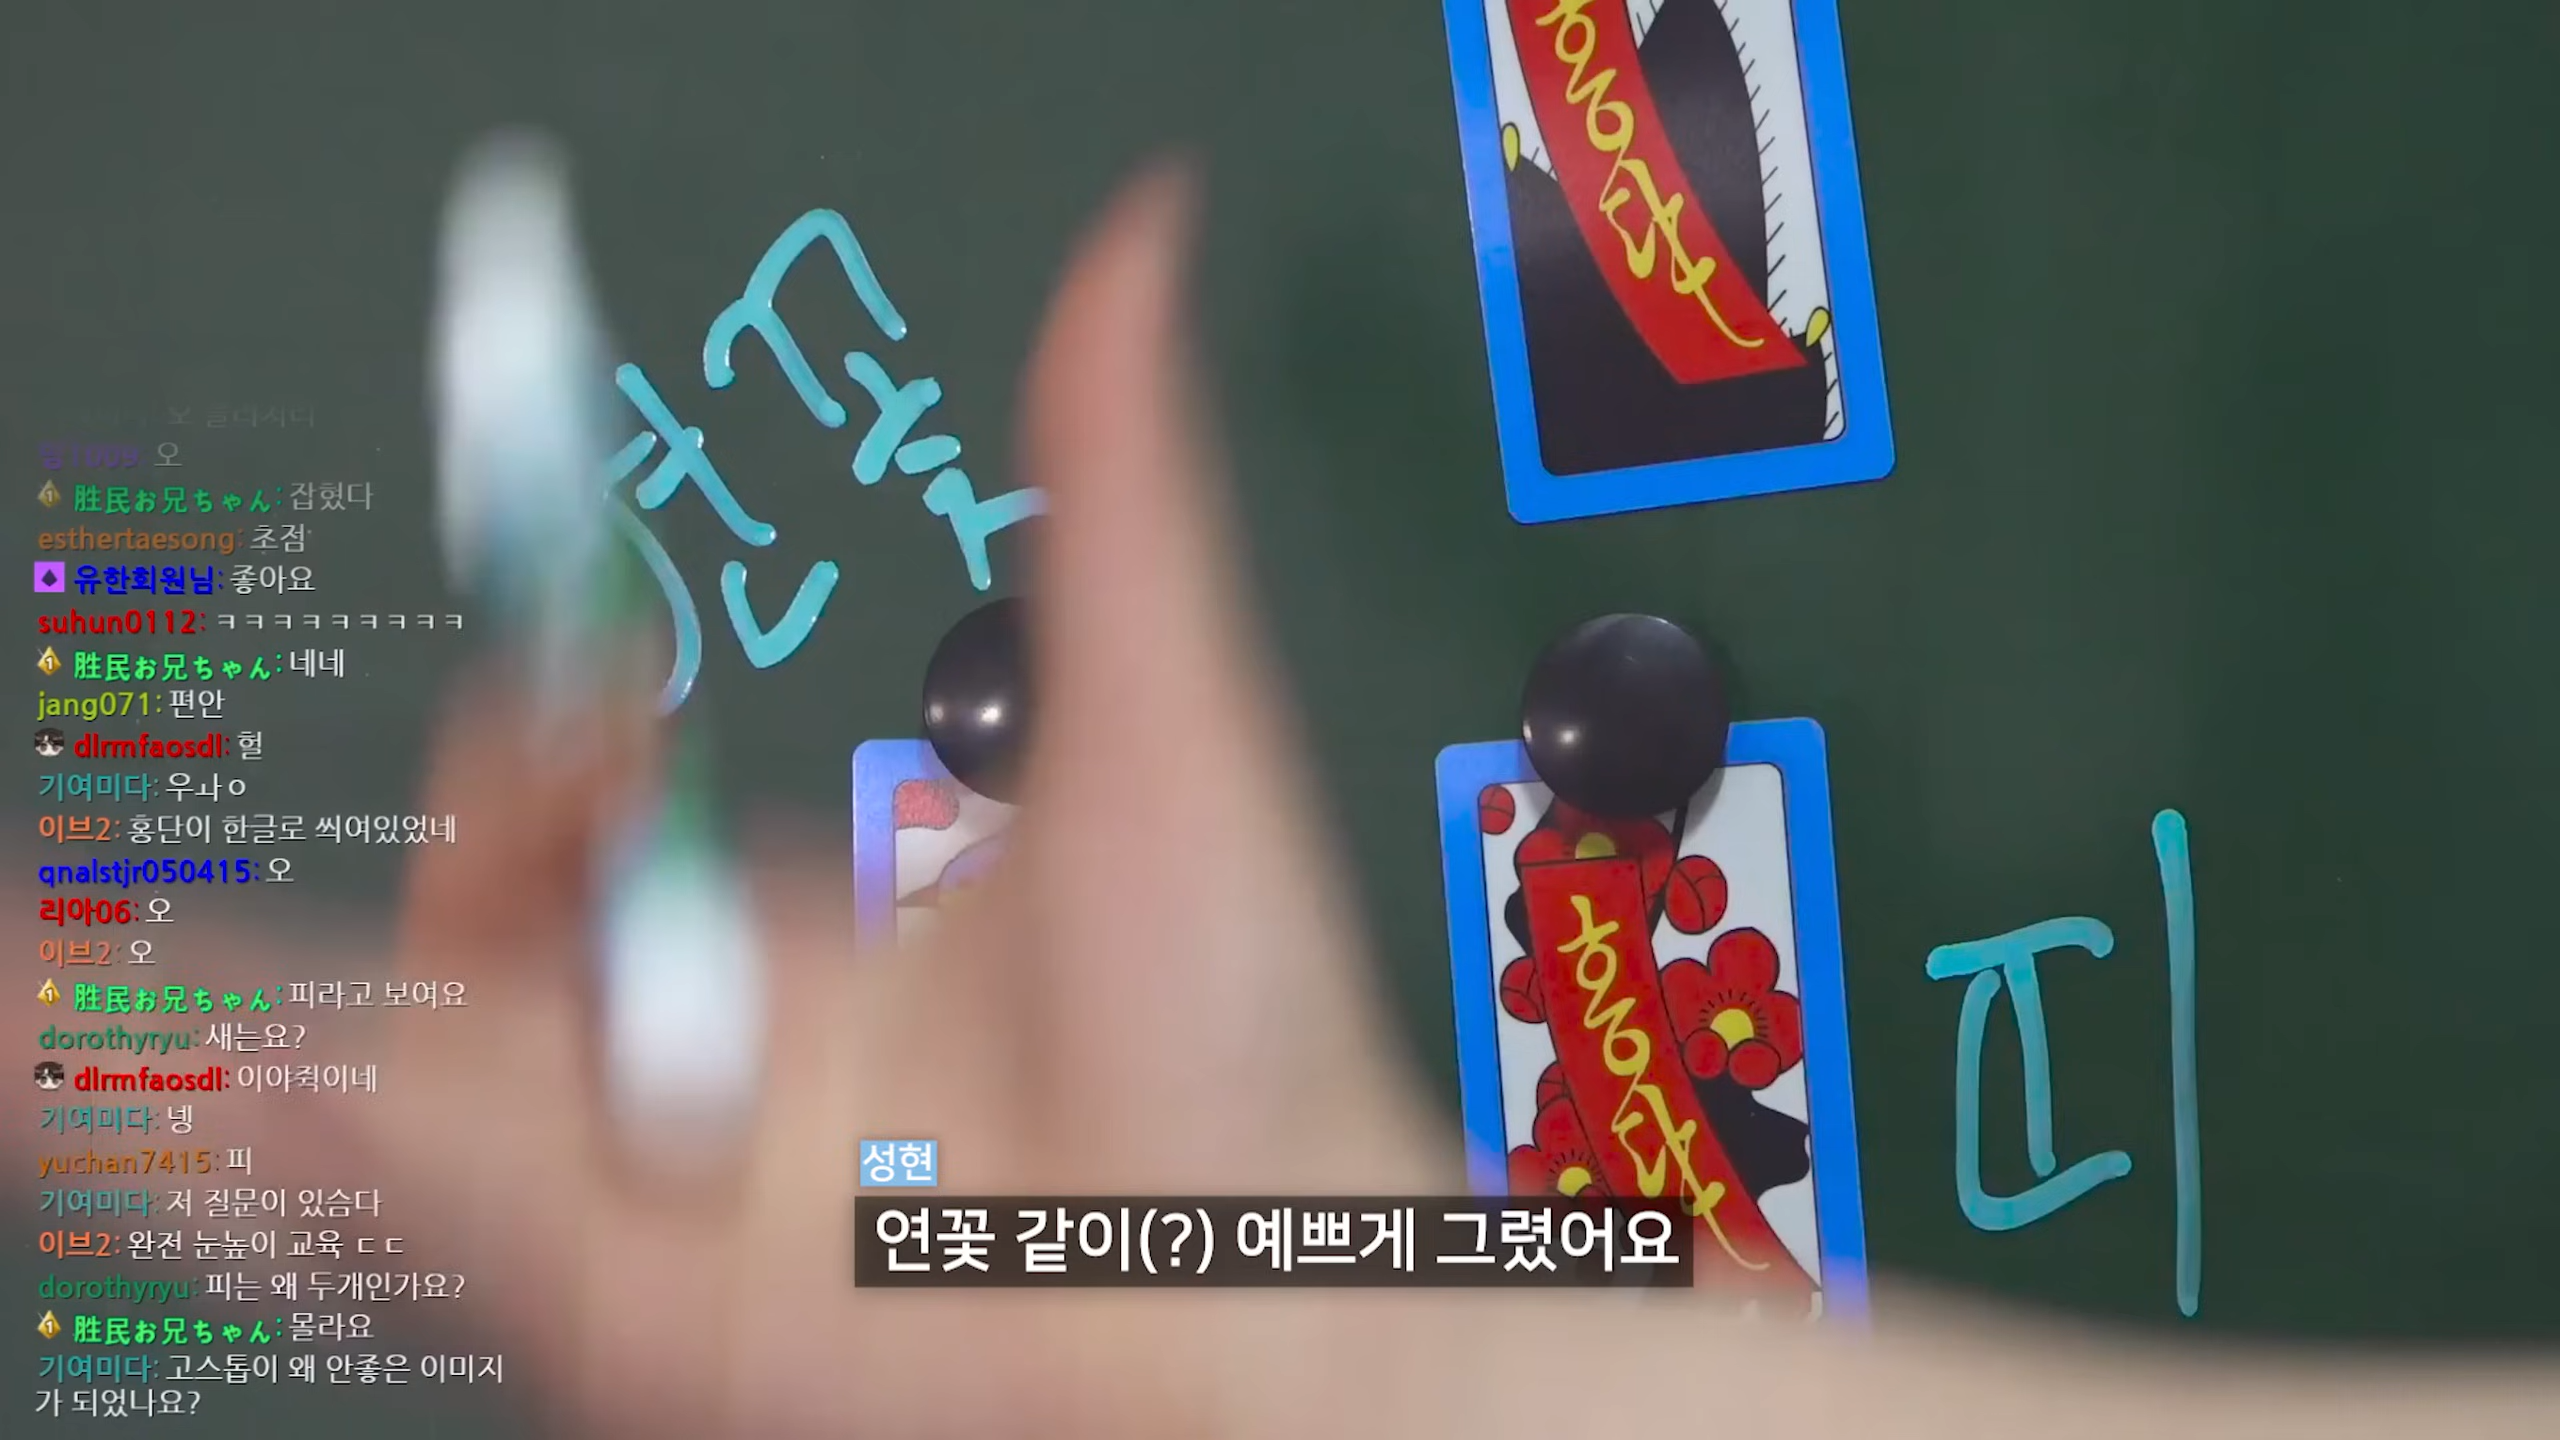 홍단
연꽃
홍단
피
오
胜民お兄ちゃん: 잡혔다
esthertaesong: 초점
유한회원님: 좋아요
suhun0112: ㅋㅋㅋㅋㅋㅋㅋㅋㅋ
胜民お兄ちゃん: 네네
jang071: 편안
dlrmfaosdl: 헐
기여미다: 우ㅘㅇ
이브2: 홍단이 한글로 씌여있었네
qnalstjr050415: 오
리아06: 오
이브2: 오
胜民お兄ちゃん: 피라고 보여요
dorothyryu: 새는요?
dlrmfaosdl: 이야쥑이네
기여미다: 넹
yuchan7415: 피
기여미다: 저 질문이 있슴다
이브2: 완전 눈높이 교육 ㄷㄷ
dorothyryu: 피는 왜 두개인가요?
胜民お兄ちゃん: 몰라요
기여미다: 고스톱이 왜 안좋은 이미지
가 되었나요?
성현
연꽃 같이(?) 예쁘게 그렸어요